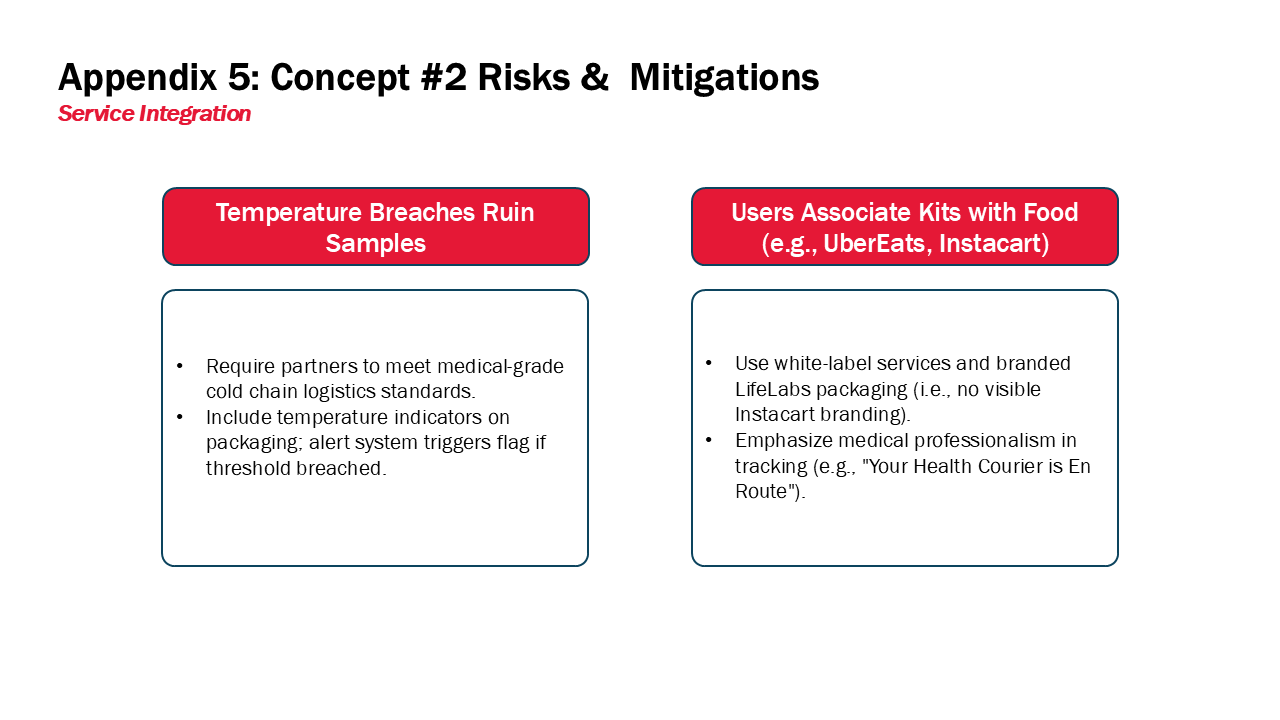 Appendix 5: Concept #2 Risks &  Mitigations
Service Integration
Temperature Breaches Ruin
Samples
• Require partners to meet medical-grade
cold chain logistics standards.
• Include temperature indicators on
packaging; alert system triggers flag if
threshold breached.
Users Associate Kits with Food
(e.g., UberEats, Instacart)
• Use white-label services and branded
LifeLabs packaging (i.e., no visible
Instacart branding).
• Emphasize medical professionalism in
tracking (e.g., "Your Health Courier is En
Route").